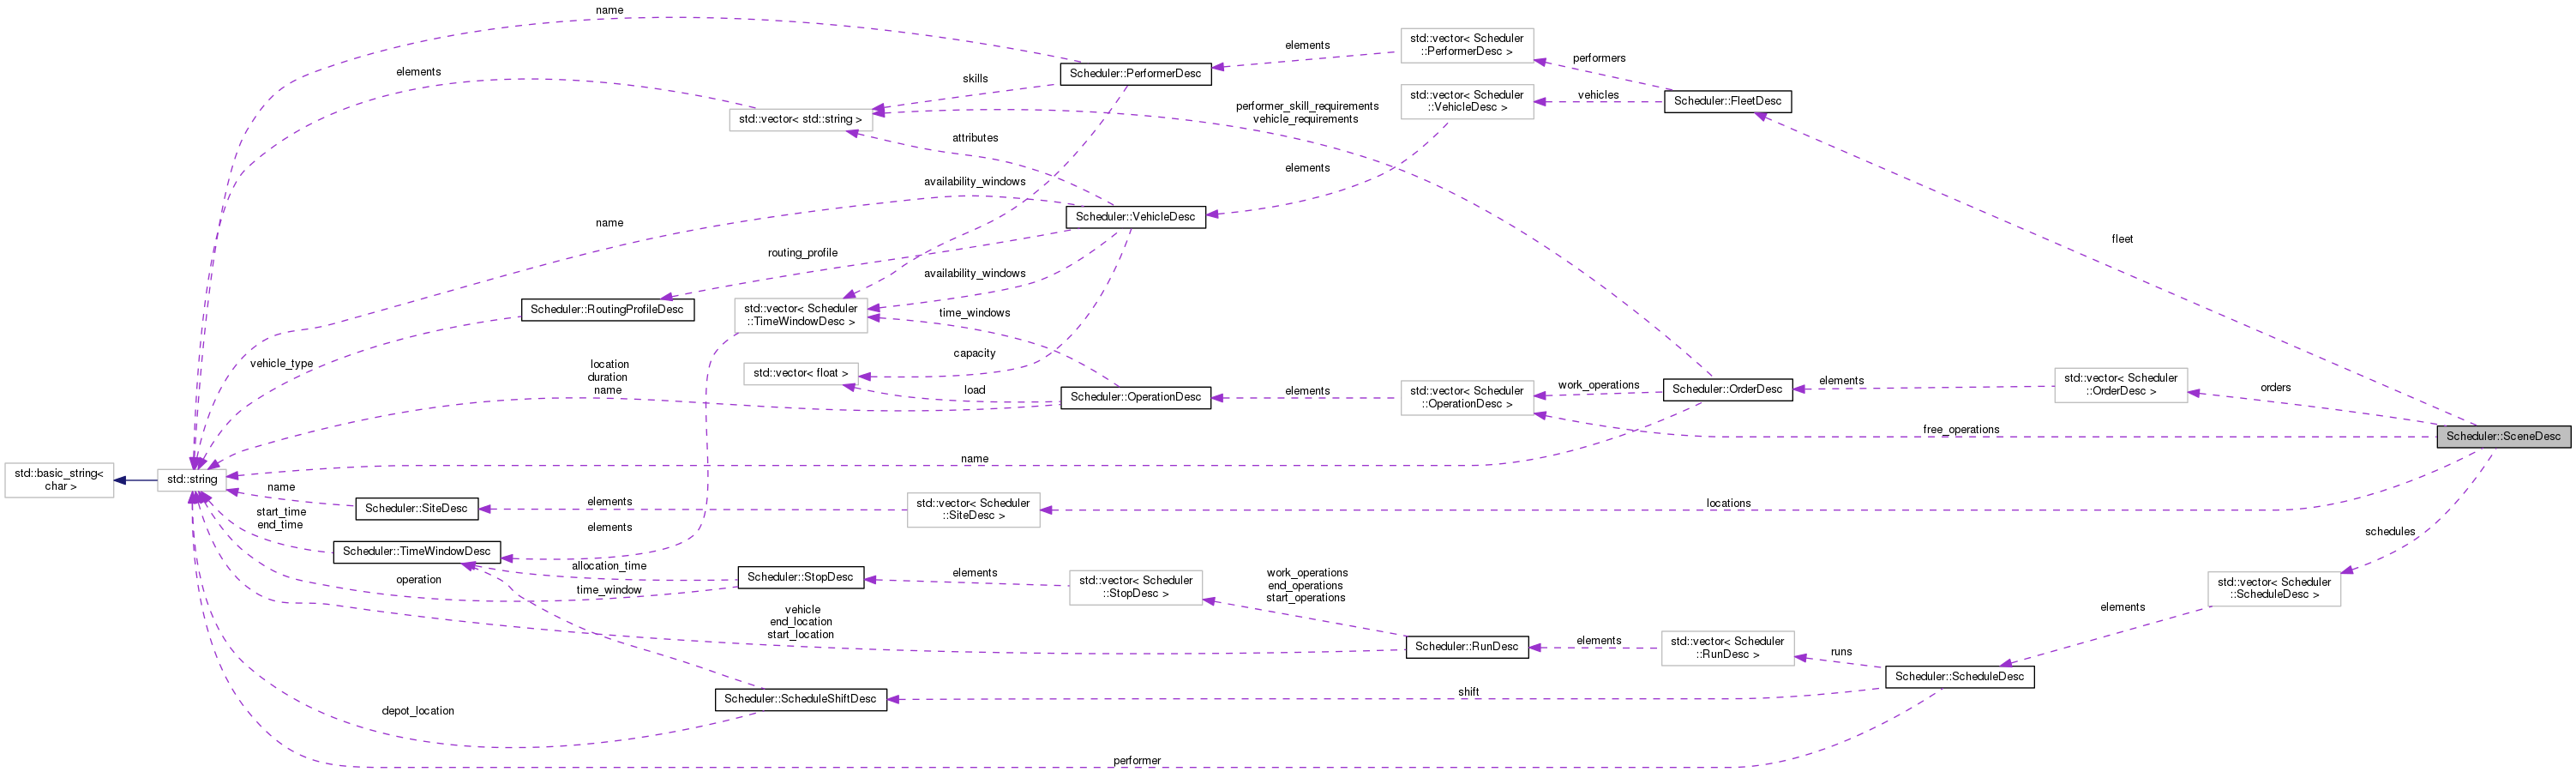 name
elements
std::vector< Scheduler
::PerformerDesc >
performers
Scheduler::PerformerDesc
skills
elements
std::vector< std::string >
performer_skill_requirements
vehicle_requirements
std::vector< Scheduler
::VehicleDesc >
vehicles
Scheduler::FleetDesc
attributes
elements
availability_windows
name
Scheduler::VehicleDesc
fleet
routing_profile
availability_windows
Scheduler::RoutingProfileDesc
std::vector< Scheduler
::TimeWindowDesc >
time_windows
vehicle_type
location
duration
name
capacity
std::vector< float >
load
Scheduler::OperationDesc
elements
std::vector< Scheduler
::OperationDesc >
work_operations
Scheduler::OrderDesc
elements
std::vector< Scheduler
::OrderDesc >
orders
free_operations
Scheduler::SceneDesc
name
std::basic_string<
char >
std::string
name
Scheduler::SiteDesc
elements
std::vector< Scheduler
::SiteDesc >
locations
start_time
end_time
elements
Scheduler::TimeWindowDesc
schedules
allocation_time
operation
time_window
Scheduler::StopDesc
elements
std::vector< Scheduler
::StopDesc >
work_operations
end_operations
start_operations
std::vector< Scheduler
::ScheduleDesc >
elements
vehicle
end_location
start_location
Scheduler::RunDesc
elements
std::vector< Scheduler
::RunDesc >
runs
Scheduler::ScheduleDesc
shift
Scheduler::ScheduleShiftDesc
depot_location
performer